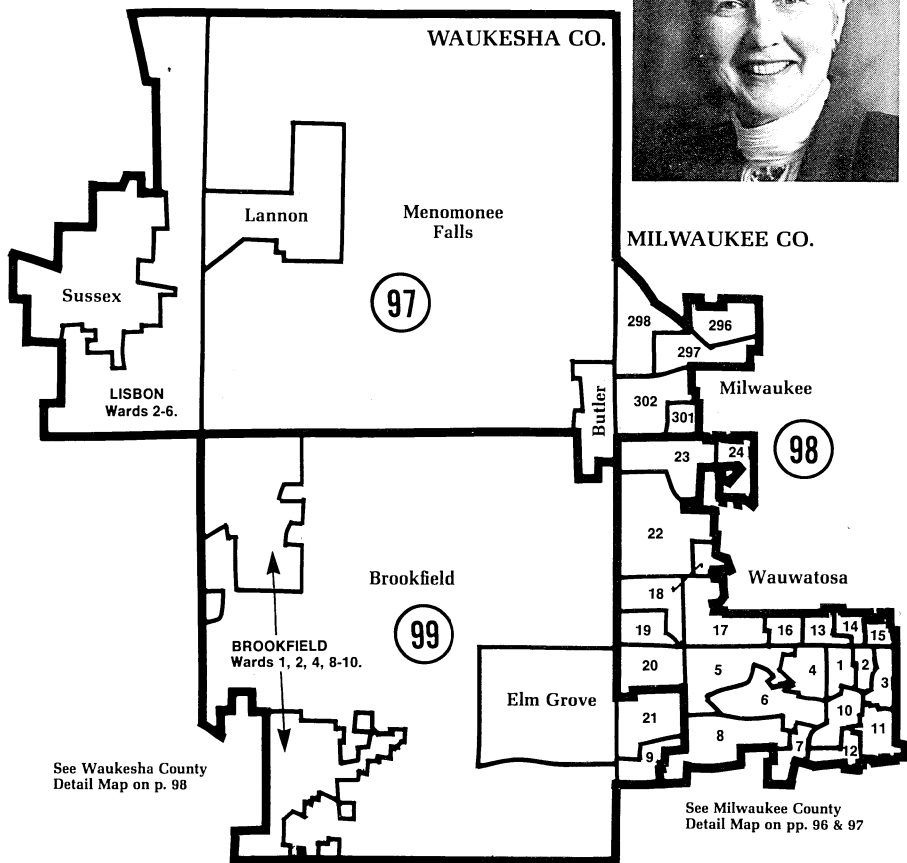 WAUKESHA CO.
Lannon
Menomonee
Falls
MILWAUKEE CO.
Sussex
97
298
296
297
LISBON
Wards 2-6.
Butler
302
301
Milwaukee
23
24
98
22
Brookfield
Wauwatosa
99
18
19
17
16
13
14
15
BROOKFIELD
Wards 1, 2, 4, 8-10.
20
5
4
1
2
3
6
Elm Grove
21
10
11
8
7
12
9
See Waukesha County
Detail Map on p. 98
See Milwaukee County
Detail Map on pp. 96 & 97